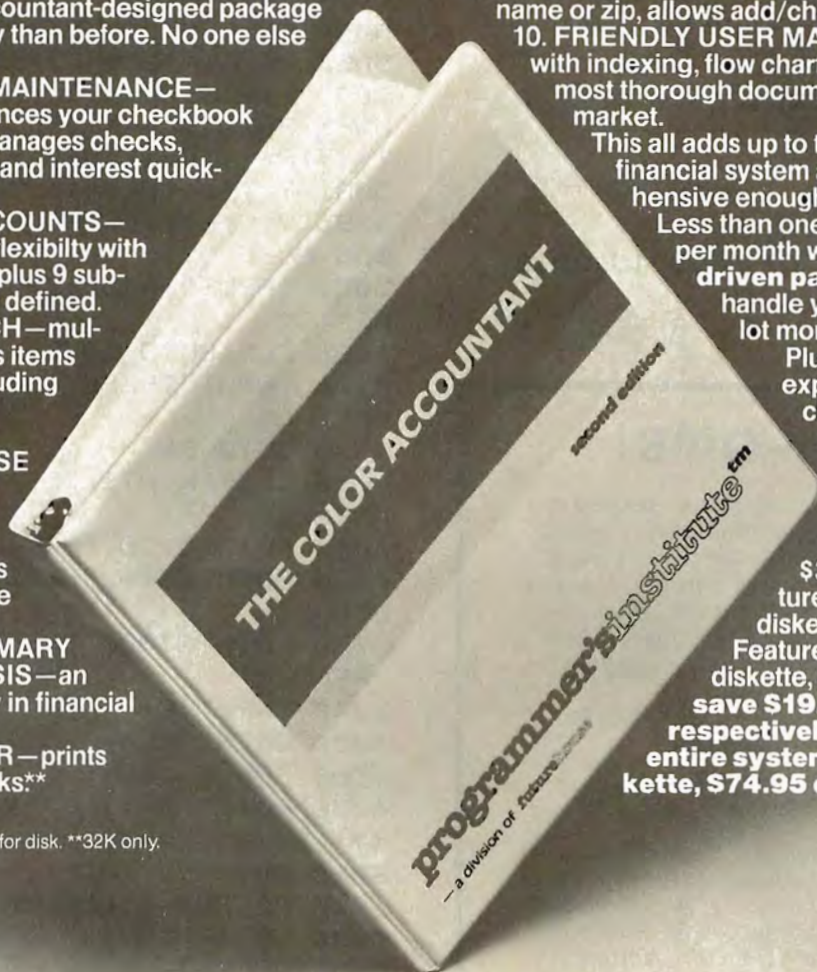 countant-designed package
y than before. No one else
MAINTENANCE—
nces your checkbook
anages checks,
and interest quick-
COUNTS—
lexibilty with
plus 9 sub-
defined.
CH—mul-
s items
uding
SE
s
e
MARY
SIS—an
r in financial
R—prints
ks.**
for disk. **32K only.
THE COLOR ACCOUNTANT
second edition
programmer'sinstitute tm
— a division of futurehouse
name or zip, allows add/ch
10. FRIENDLY USER MA
with indexing, flow char
most thorough docum
market.
This all adds up to t
financial system
hensive enough
Less than one
per month w
driven pa
handle y
lot mor
Plu
exp
c
$
ture
diske
Feature
diskette,
save $19
respectivel
entire system
kette, $74.95